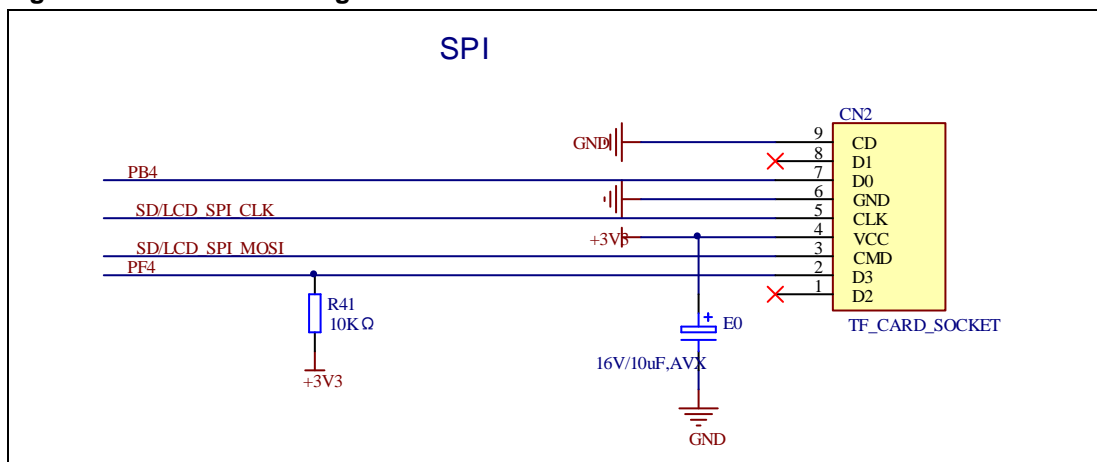 SPI
CN2
GND
9
CD
8
D1
PB4
7
D0
6
GND
SD/LCD_SPI_CLK
5
CLK
+3V3
4
VCC
SD/LCD_SPI_MOSI
3
CMD
PF4
2
D3
1
D2
R41
10KΩ
+3V3
+
E0
16V/10uF,AVX
GND
TF_CARD_SOCKET